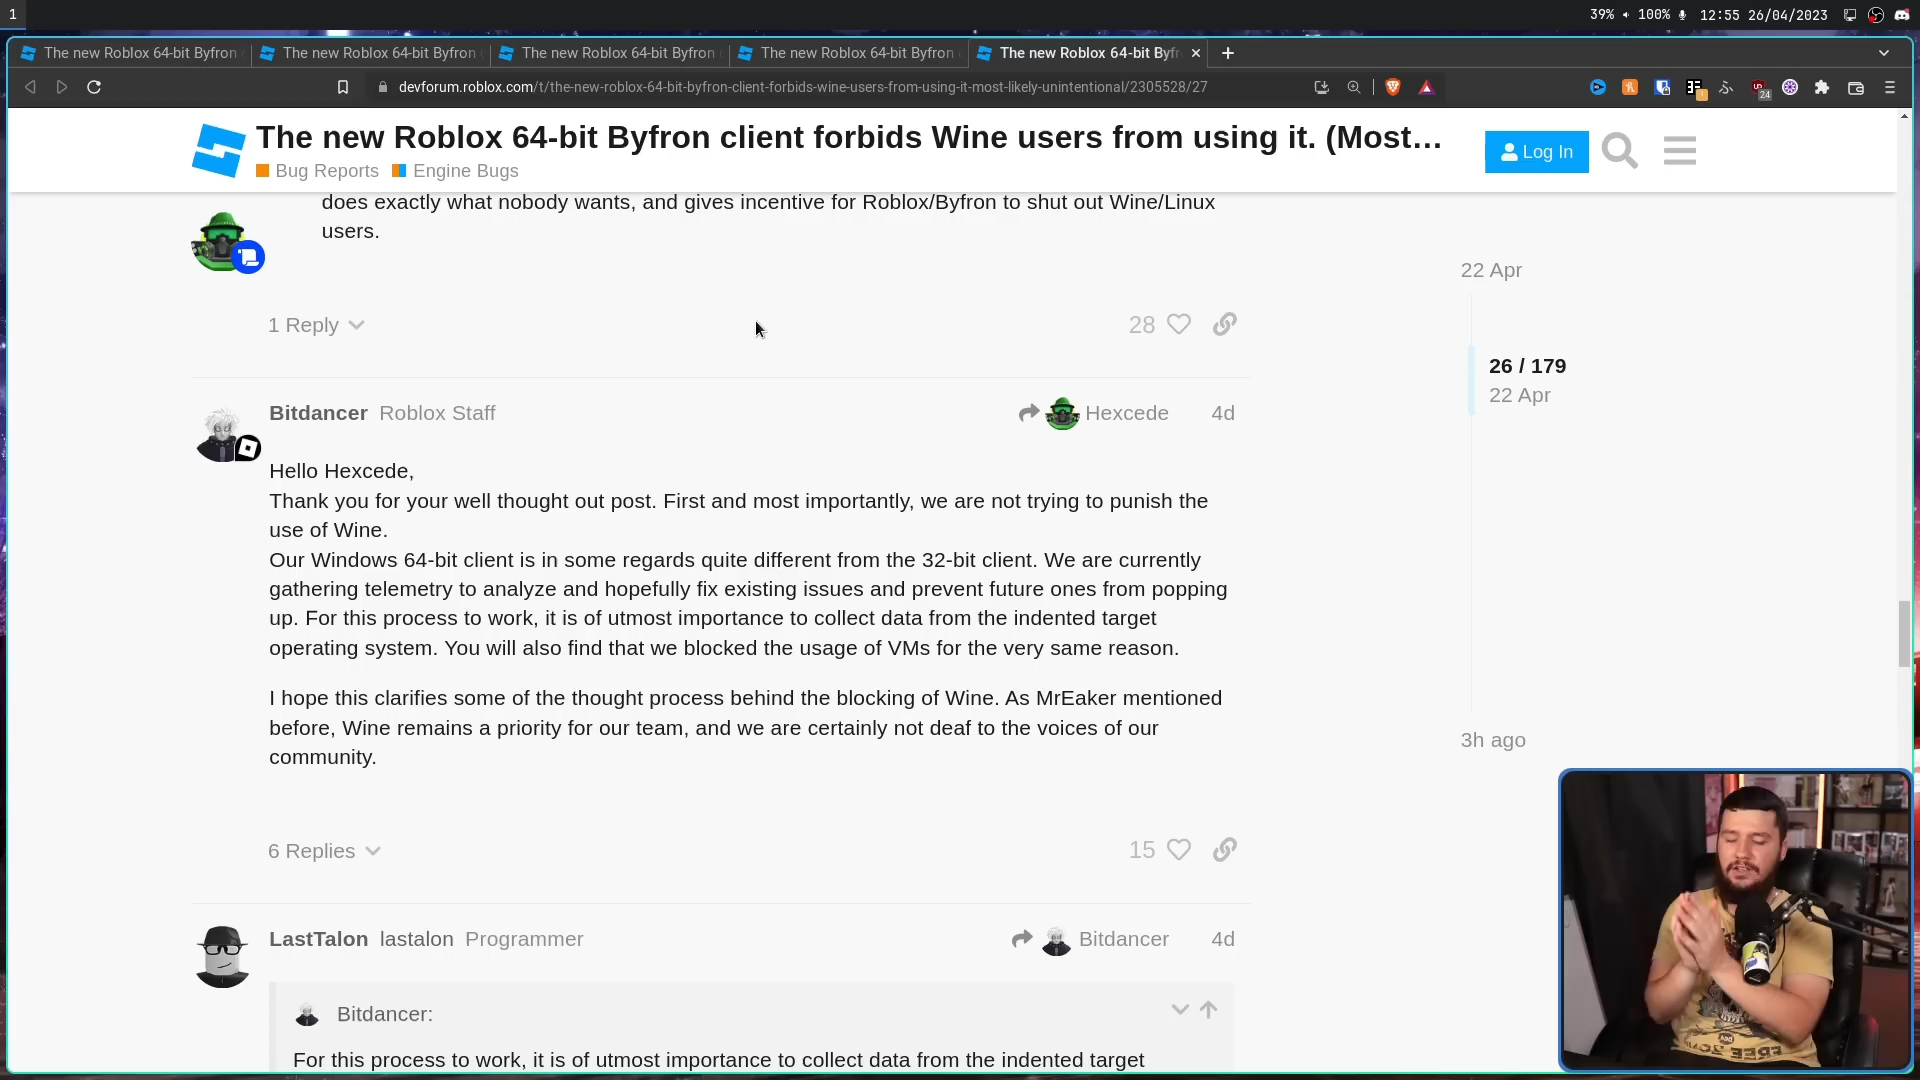 1
39% 100% 12:55 26/04/2023
The new Roblox 64-bit Byfron
The new Roblox 64-bit Byfron
The new Roblox 64-bit Byfron
The new Roblox 64-bit Byfron
The new Roblox 64-bit Byfr
devforum.roblox.com/t/the-new-roblox-64-bit-byfron-client-forbids-wine-users-from-using-it-most-likely-unintentional/2305528/27
24
The new Roblox 64-bit Byfron client forbids Wine users from using it. (Most...
Bug Reports Engine Bugs
Log In
does exactly what nobody wants, and gives incentive for Roblox/Byfron to shut out Wine/Linux
users.
1 Reply
28
22 Apr
26 / 179
22 Apr
3h ago
Bitdancer Roblox Staff
Hexcede 4d
Hello Hexcede,
Thank you for your well thought out post. First and most importantly, we are not trying to punish the
use of Wine.
Our Windows 64-bit client is in some regards quite different from the 32-bit client. We are currently
gathering telemetry to analyze and hopefully fix existing issues and prevent future ones from popping
up. For this process to work, it is of utmost importance to collect data from the indented target
operating system. You will also find that we blocked the usage of VMs for the very same reason.
I hope this clarifies some of the thought process behind the blocking of Wine. As MrEaker mentioned
before, Wine remains a priority for our team, and we are certainly not deaf to the voices of our
community.
6 Replies
15
LastTalon lastalon Programmer
Bitdancer 4d
Bitdancer:
For this process to work, it is of utmost importance to collect data from the indented target